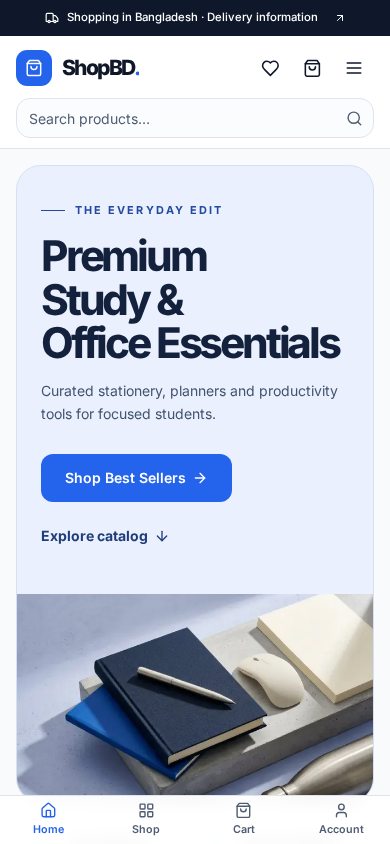 Shopping in Bangladesh · Delivery information
ShopBD.
Search products...
THE EVERYDAY EDIT
Premium
Study &
Office Essentials
Curated stationery, planners and productivity
tools for focused students.
Shop Best Sellers
Explore catalog
Home
Shop
Cart
Account